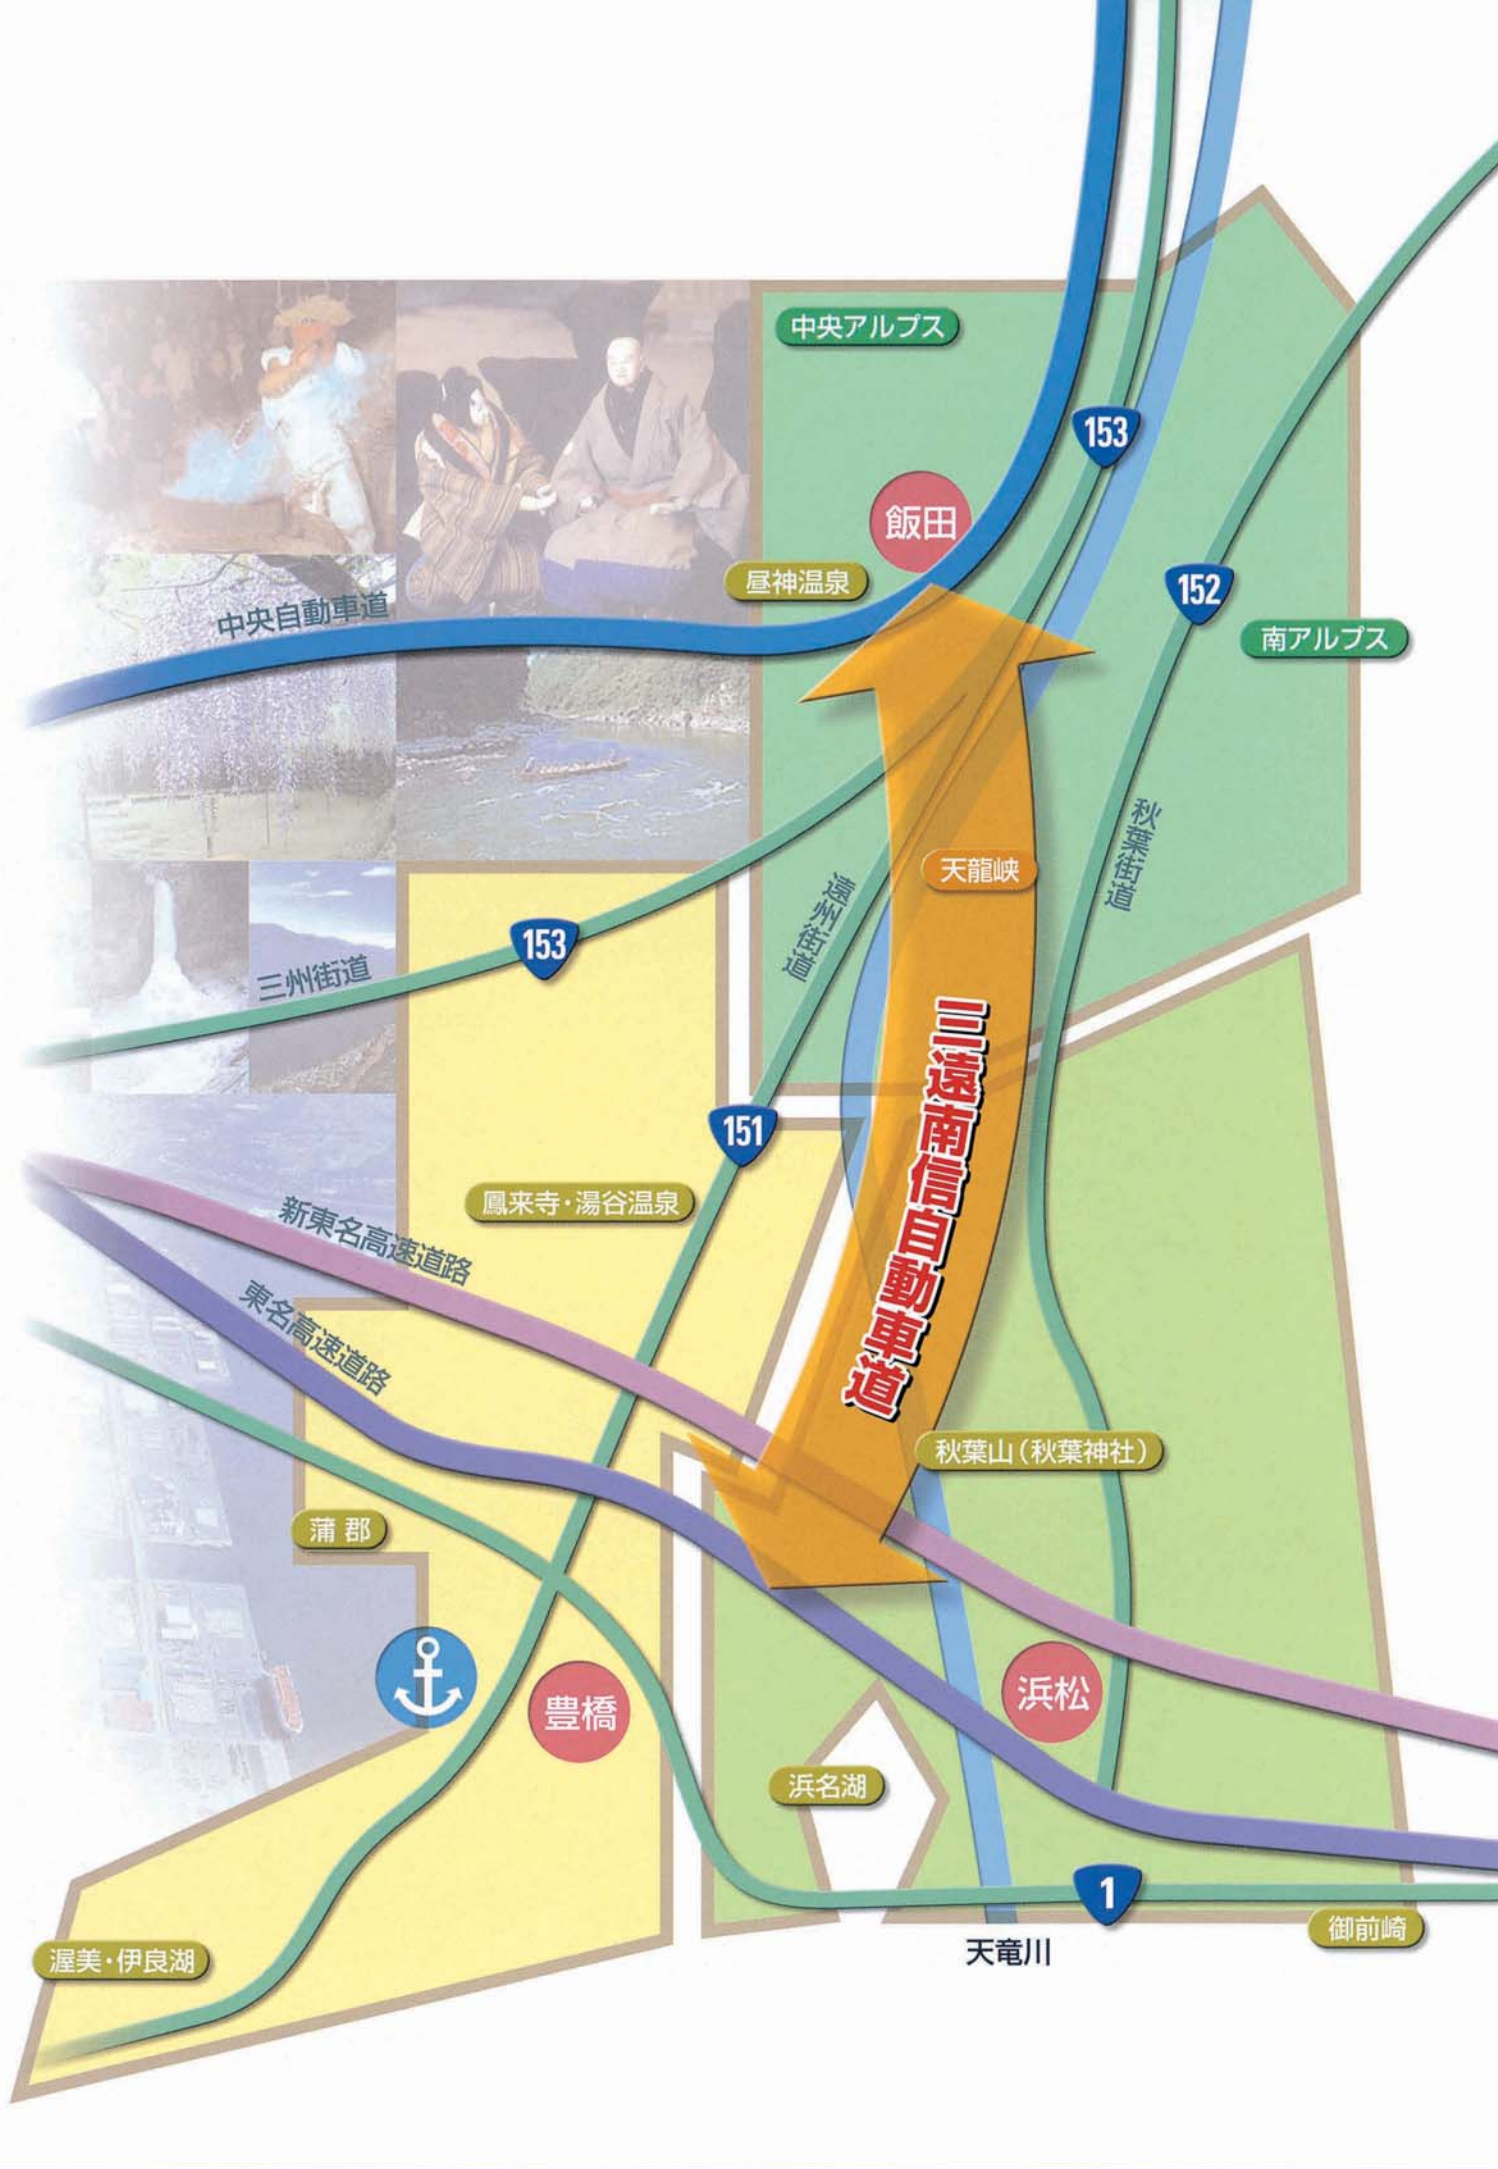 中央アルプス
153
飯田
昼神温泉
152
中央自動車道
南アルプス
秋葉街道
天龍峡
遠州街道
153
三州街道
三遠南信自動車道
151
鳳来寺・湯谷温泉
新東名高速道路
東名高速道路
秋葉山（秋葉神社）
蒲郡
浜松
豊橋
浜名湖
1
御前崎
天竜川
渥美・伊良湖